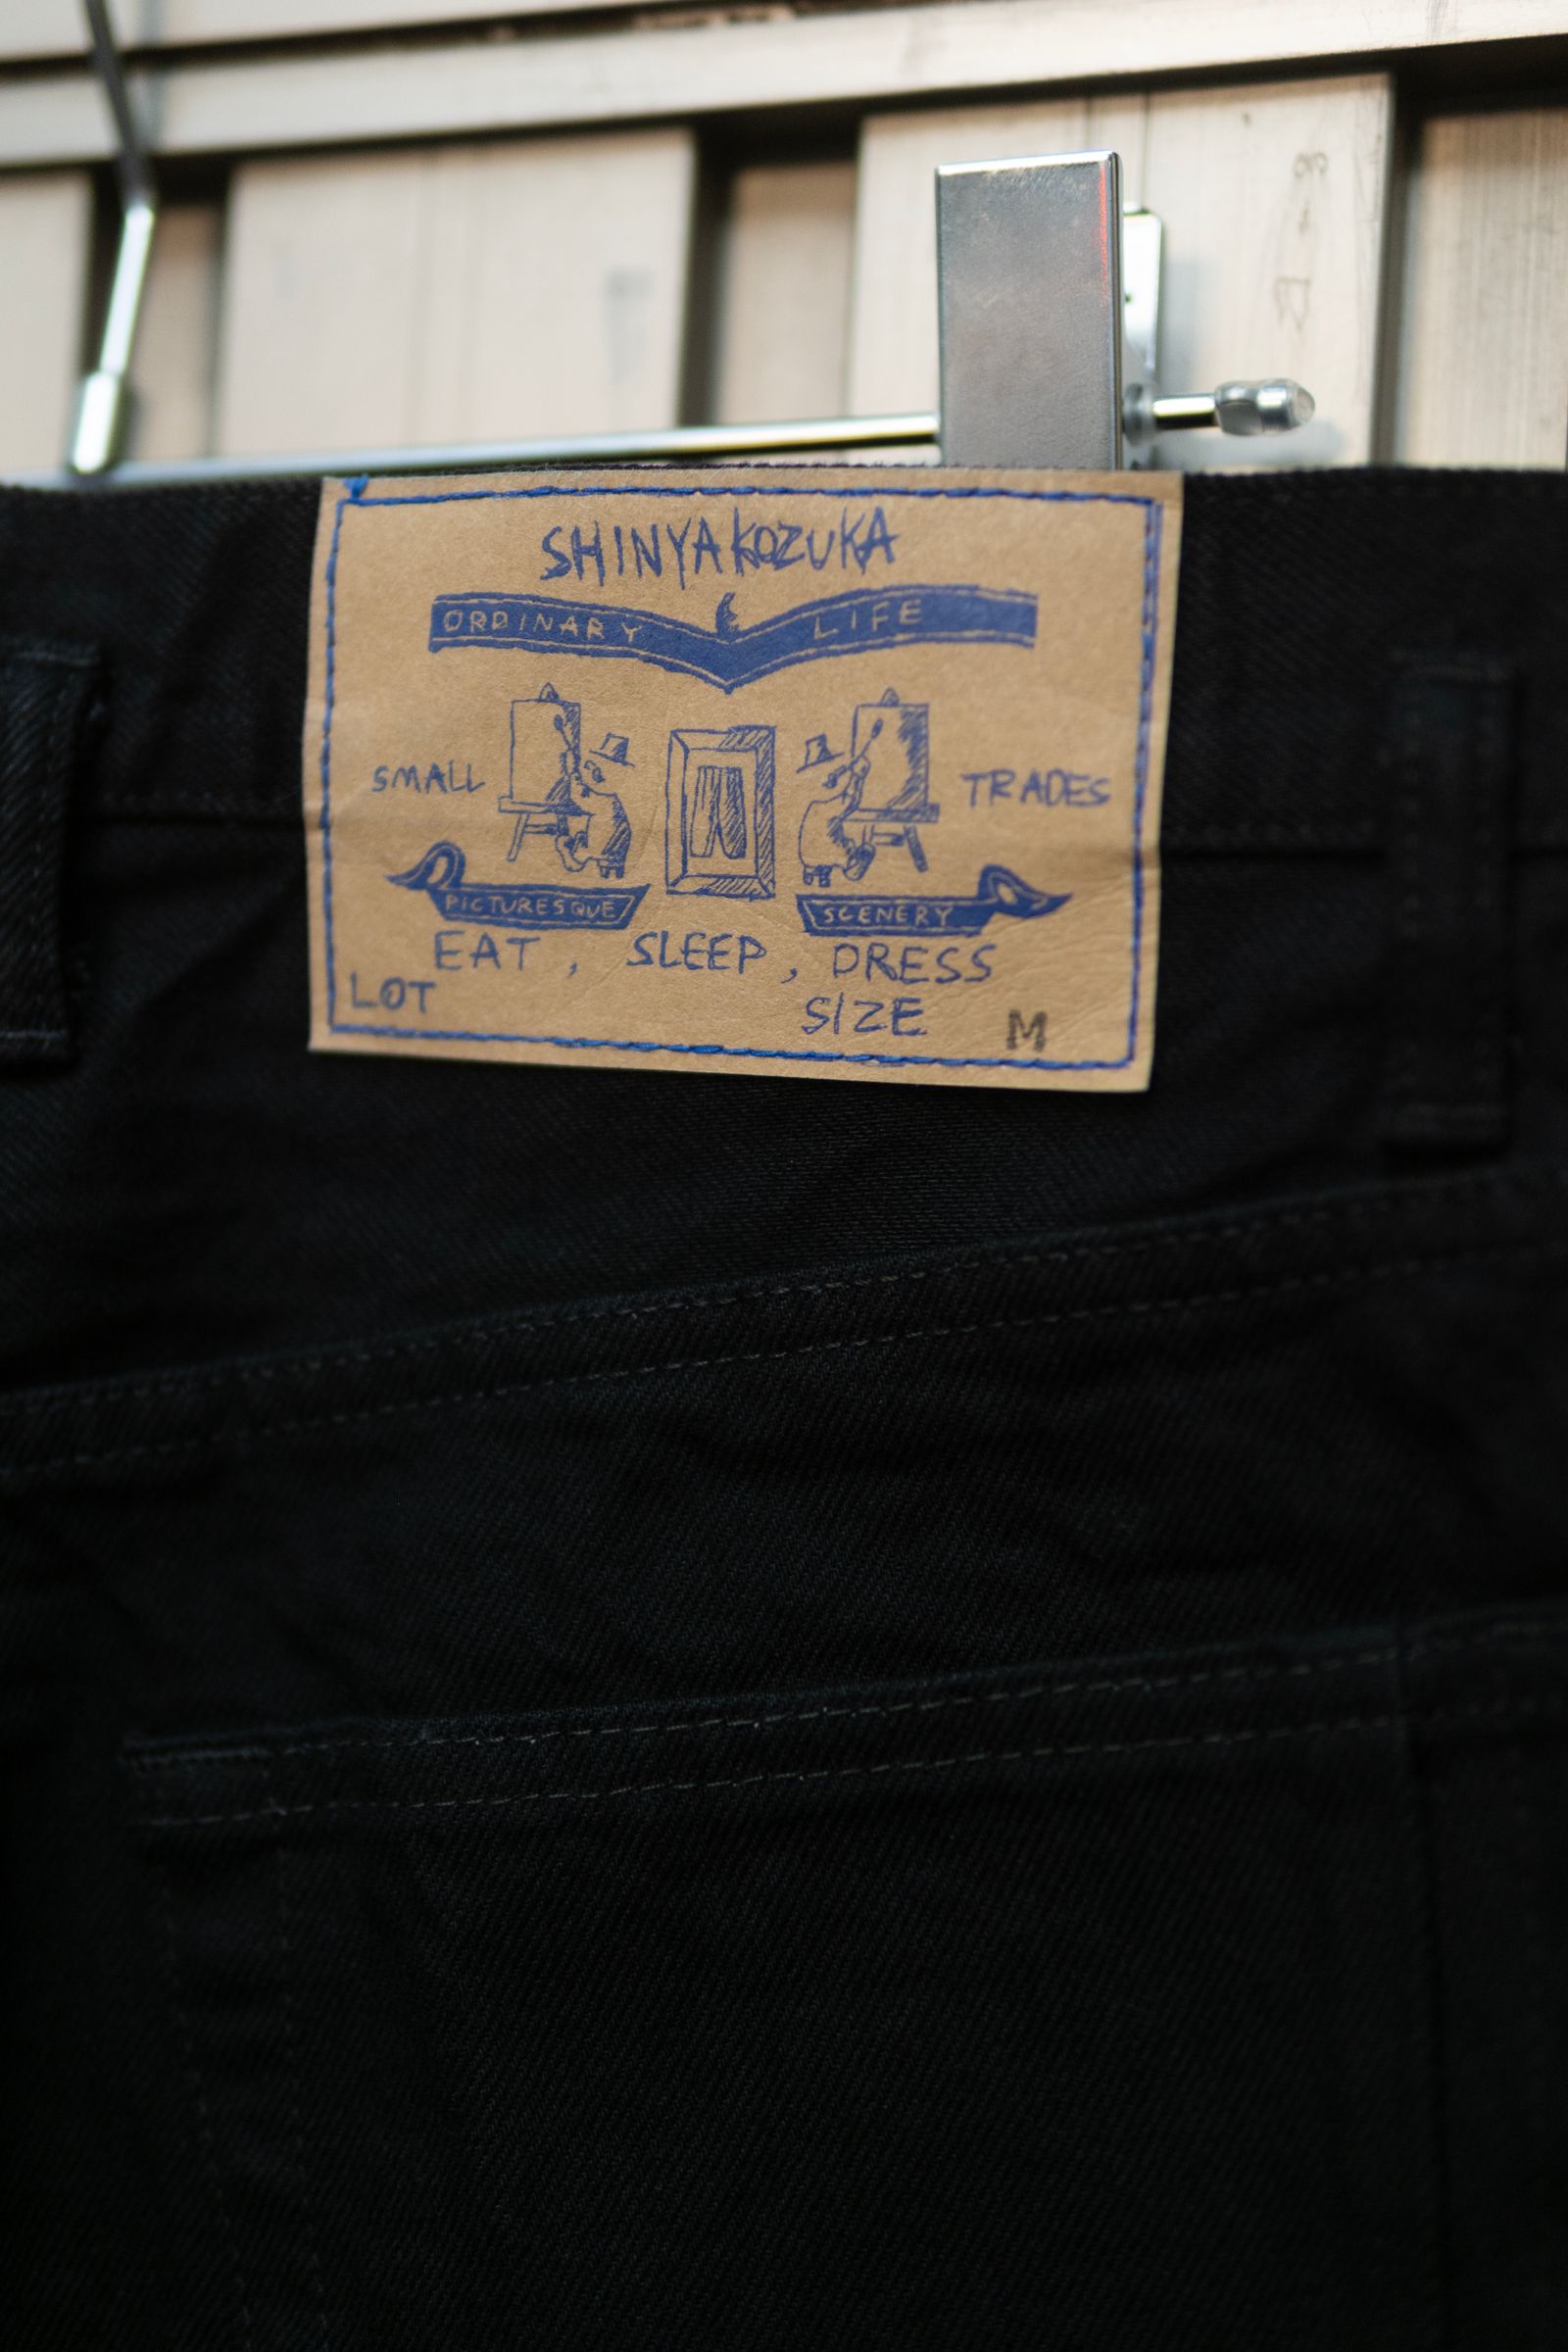 SHINYAKOZUKA
ORDINARY LIFE
SMALL TRADES
PICTURESQUE SCENERY
EAT, SLEEP, DRESS
LOT SIZE M